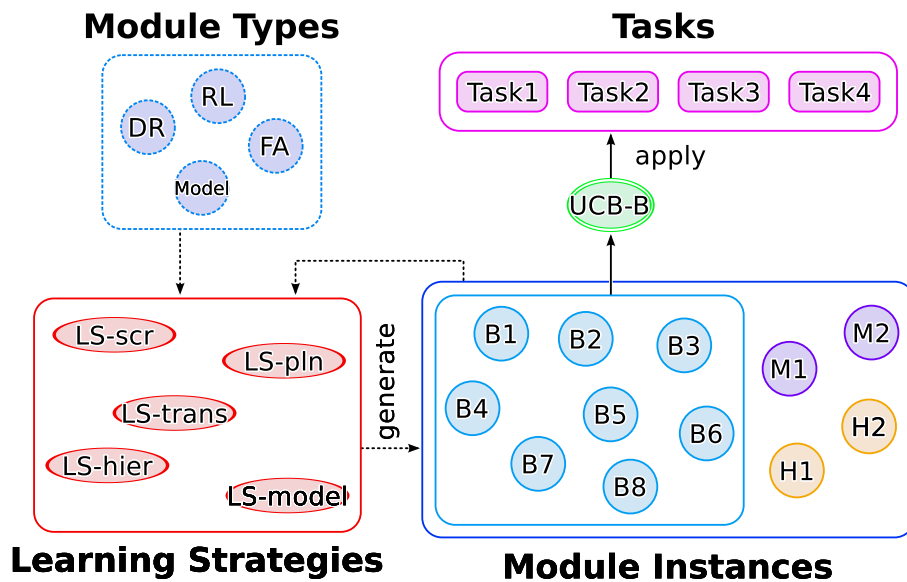 Module Types
Tasks
RL
DR
FA
Model
Task1 Task2 Task3 Task4
apply
UCB-B
LS-scr
LS-pln
LS-trans
LS-hier
LS-model
generate
B1
B2
B3
B4
B5
B6
B7
B8
M1
M2
H1
H2
Learning Strategies
Module Instances